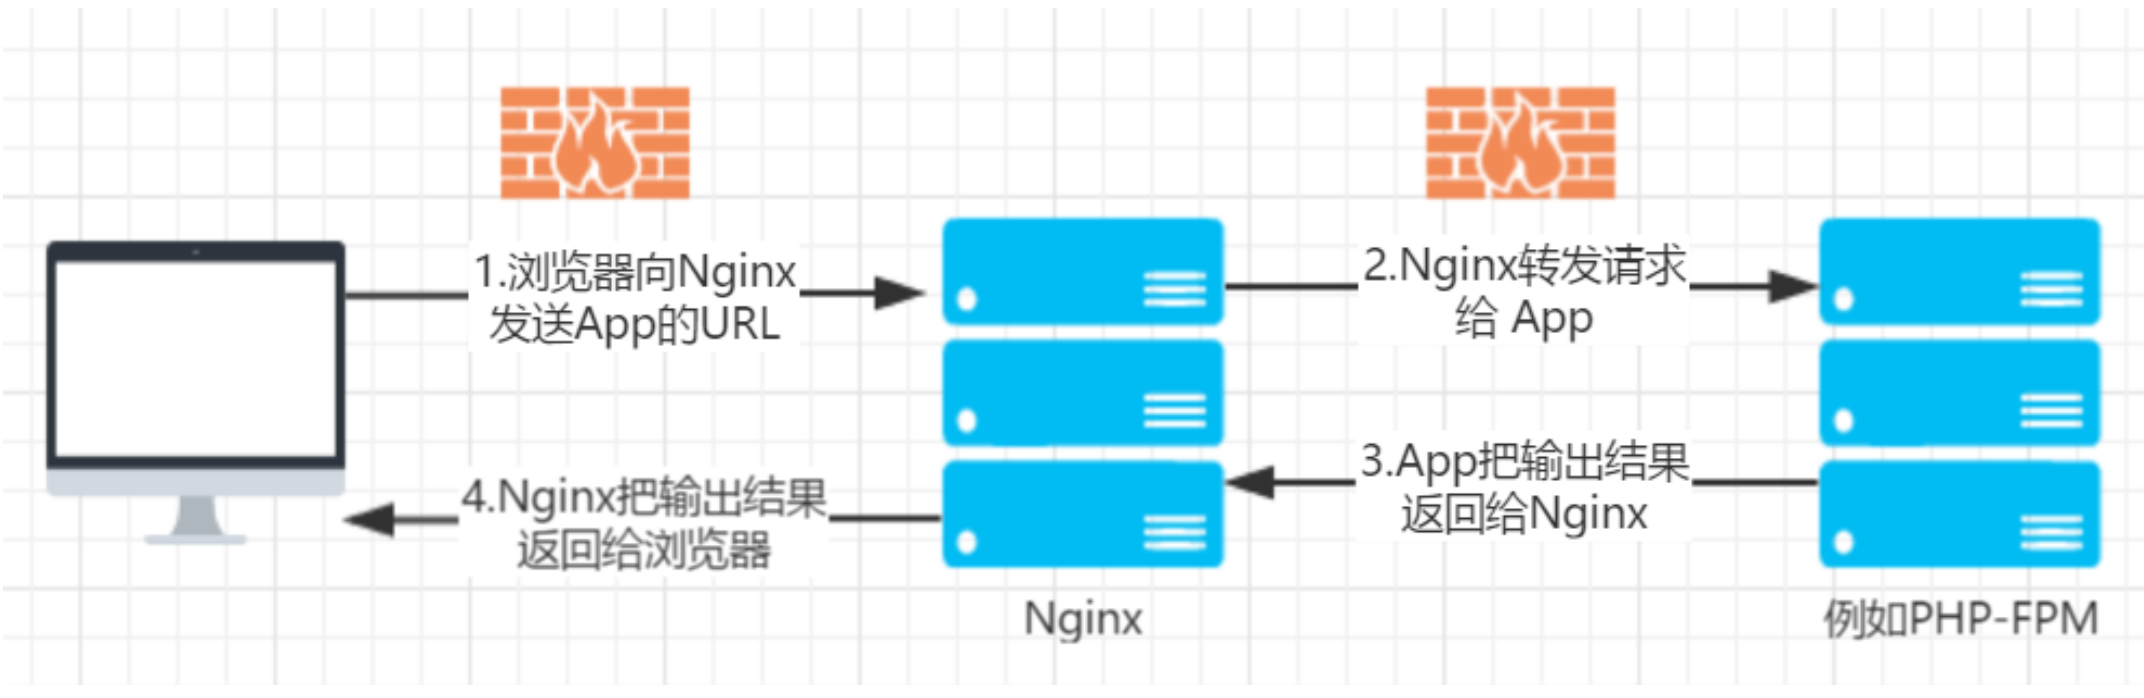 1.浏览器向Nginx
发送App的URL
2.Nginx转发请求
给 App
3.App把输出结果
返回给Nginx
4.Nginx把输出结果
返回给浏览器
Nginx
例如PHP-FPM